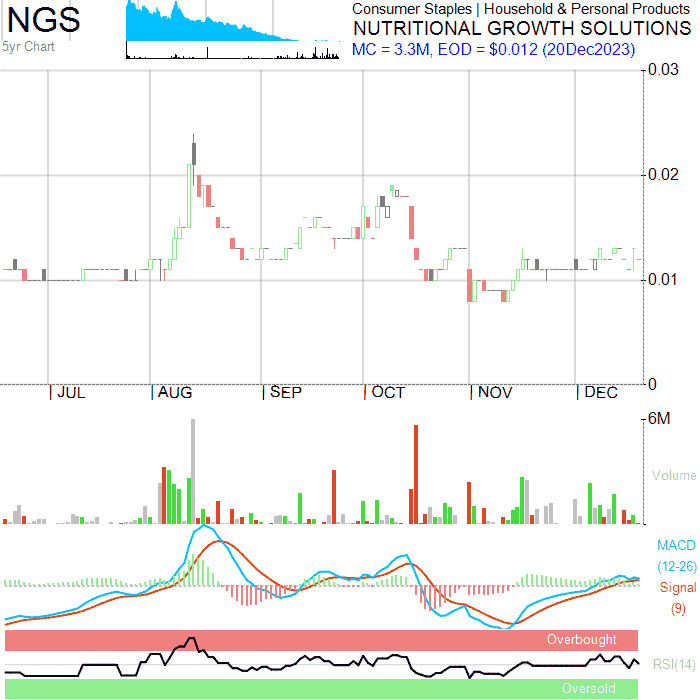 NGS
5yr Chart
Consumer Staples | Household & Personal Products
NUTRITIONAL GROWTH SOLUTIONS
MC = 3.3M, EOD = $0.012 (20Dec2023)
0.03
0.02
0.01
0
JUL
AUG
SEP
OCT
NOV
DEC
6M
Volume
MACD
(12-26)
Signal
(9)
Overbought
RSI(14)
Oversold